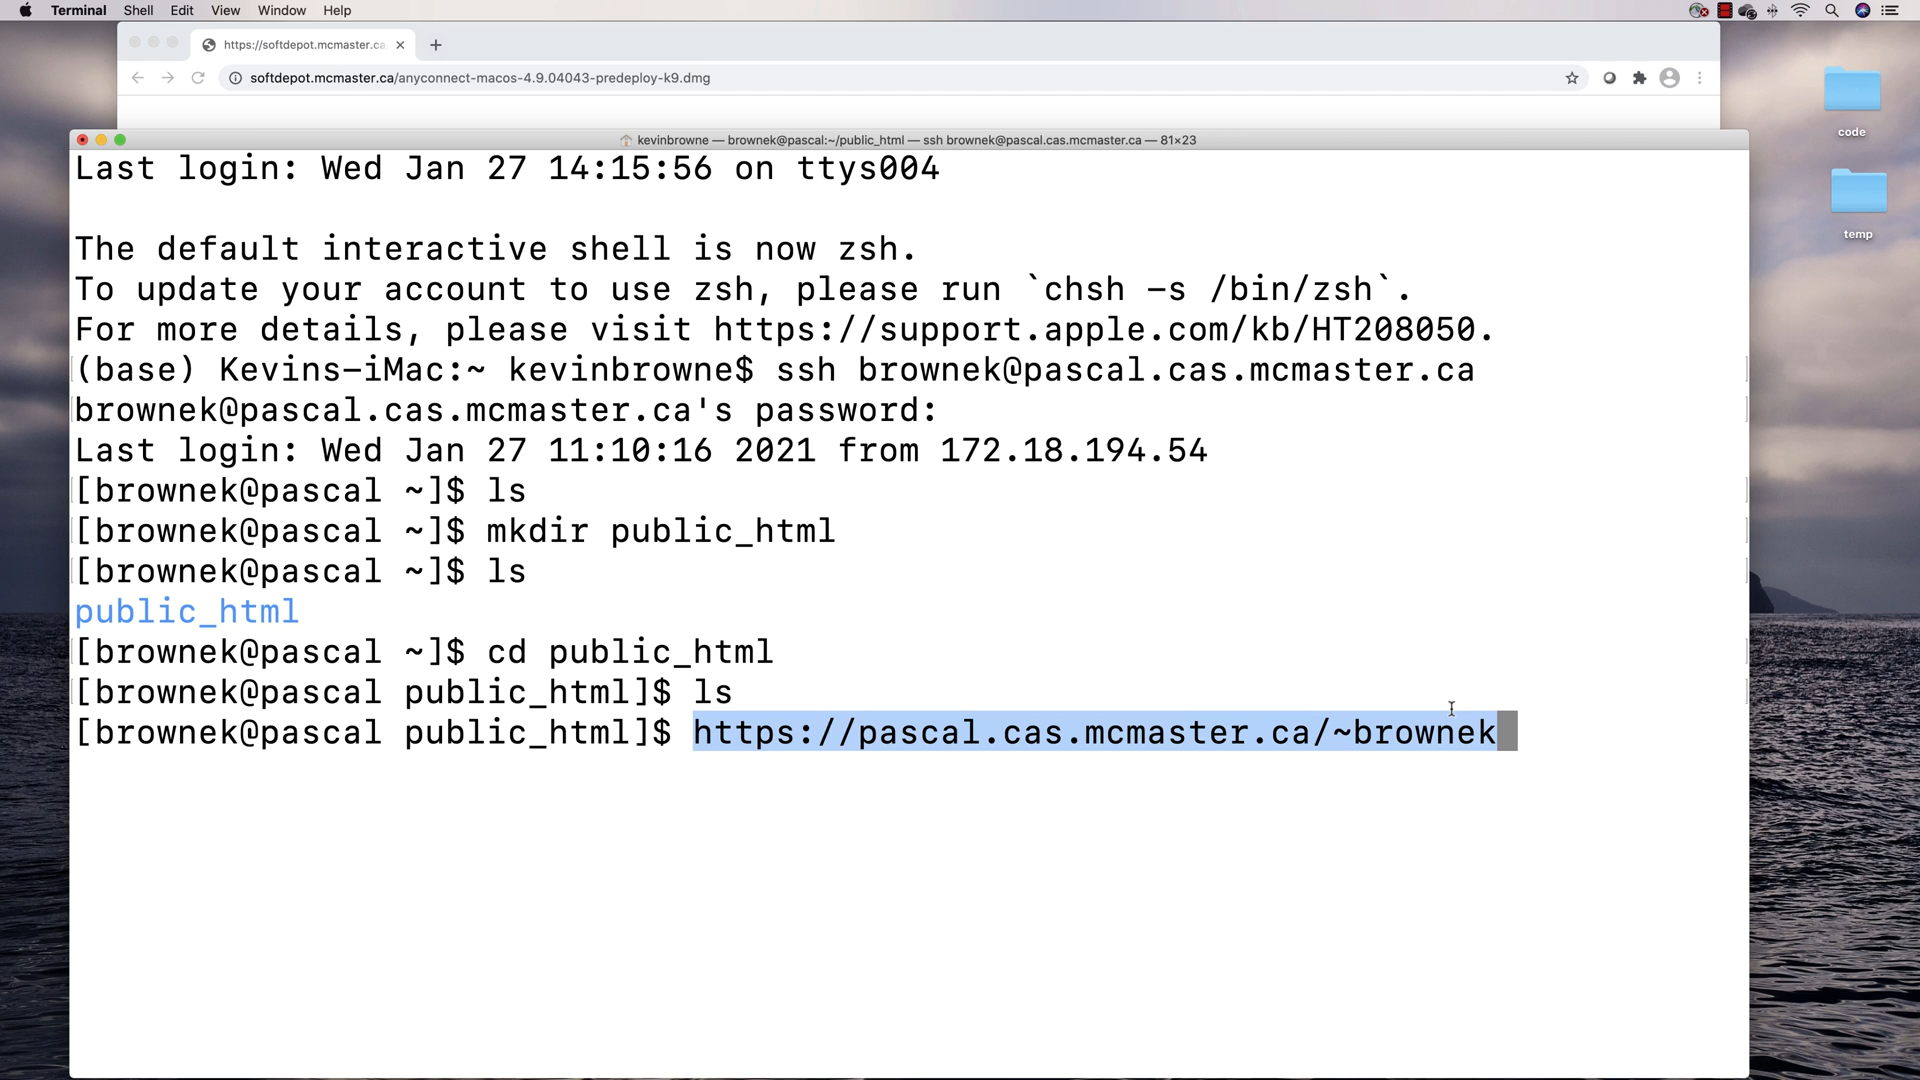 Terminal Shell Edit View Window Help
https://softdepot.mcmaster.ca
softdepot.mcmaster.ca/anyconnect-macos-4.9.04043-predeploy-k9.dmg
code
temp
kevinbrowne — brownek@pascal:~/public_html — ssh brownek@pascal.cas.mcmaster.ca — 81×23
Last login: Wed Jan 27 14:15:56 on ttys004
The default interactive shell is now zsh.
To update your account to use zsh, please run `chsh -s /bin/zsh`.
For more details, please visit https://support.apple.com/kb/HT208050.
(base) Kevins-iMac:~ kevinbrowne$ ssh brownek@pascal.cas.mcmaster.ca
brownek@pascal.cas.mcmaster.ca's password:
Last login: Wed Jan 27 11:10:16 2021 from 172.18.194.54
[brownek@pascal ~]$ ls
[brownek@pascal ~]$ mkdir public_html
[brownek@pascal ~]$ ls
public_html
[brownek@pascal ~]$ cd public_html
[brownek@pascal public_html]$ ls
[brownek@pascal public_html]$ https://pascal.cas.mcmaster.ca/~brownek